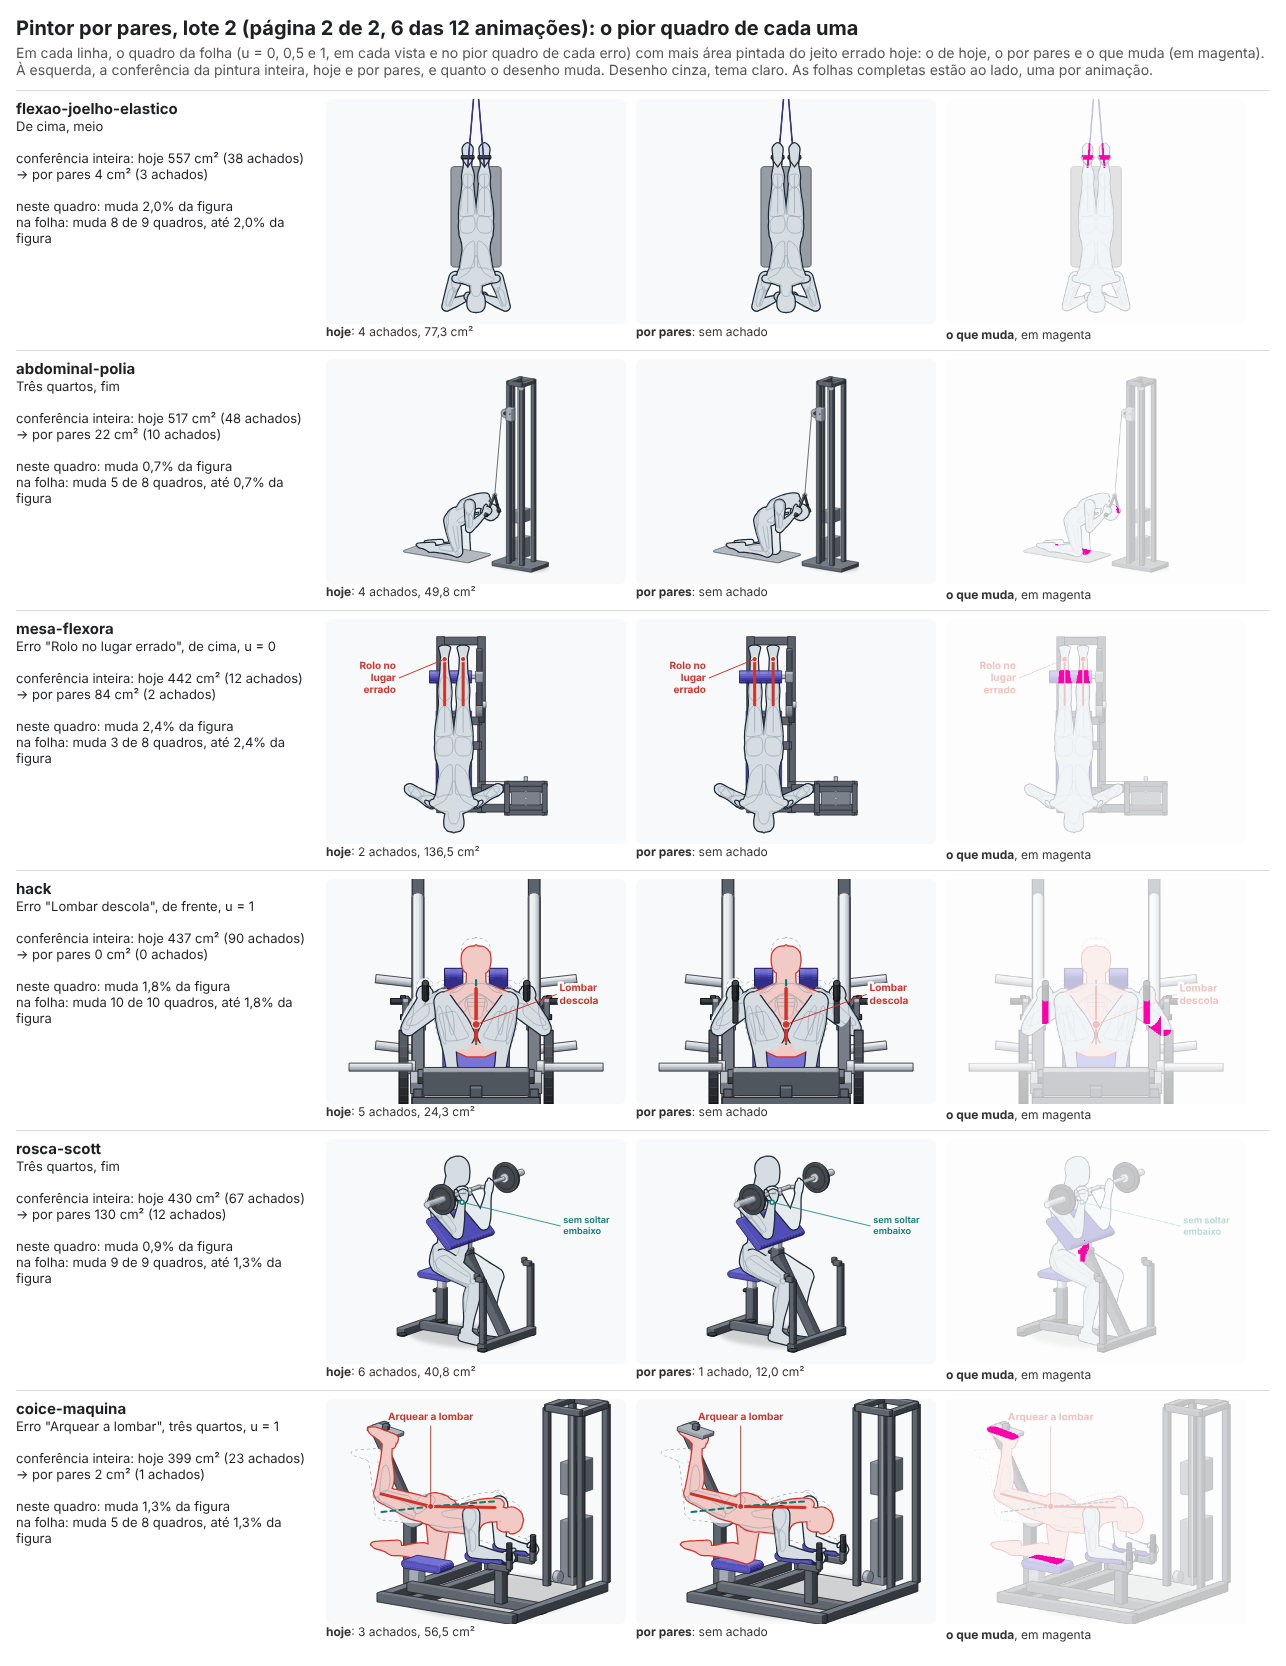 Pintor por pares, lote 2 (página 2 de 2, 6 das 12 animações): o pior quadro de cada uma
Em cada linha, o quadro da folha (u = 0, 0,5 e 1, em cada vista e no pior quadro de cada erro) com mais área pintada do jeito errado hoje: o de hoje, o por pares e o que muda (em magenta).
À esquerda, a conferência da pintura inteira, hoje e por pares, e quanto o desenho muda. Desenho cinza, tema claro. As folhas completas estão ao lado, uma por animação.
flexao-joelho-elastico
De cima, meio
conferência inteira: hoje 557 cm² (38 achados)
→ por pares 4 cm² (3 achados)
neste quadro: muda 2,0% da figura
na folha: muda 8 de 9 quadros, até 2,0% da
figura
hoje: 4 achados, 77,3 cm²
por pares: sem achado
o que muda, em magenta
abdominal-polia
Três quartos, fim
conferência inteira: hoje 517 cm² (48 achados)
→ por pares 22 cm² (10 achados)
neste quadro: muda 0,7% da figura
na folha: muda 5 de 8 quadros, até 0,7% da
figura
hoje: 4 achados, 49,8 cm²
por pares: sem achado
o que muda, em magenta
mesa-flexora
Erro "Rolo no lugar errado", de cima, u = 0
conferência inteira: hoje 442 cm² (12 achados)
→ por pares 84 cm² (2 achados)
neste quadro: muda 2,4% da figura
na folha: muda 3 de 8 quadros, até 2,4% da
figura
Rolo no
lugar
errado
Rolo no
lugar
errado
Rolo no
lugar
errado
hoje: 2 achados, 136,5 cm²
por pares: sem achado
o que muda, em magenta
hack
Erro "Lombar descola", de frente, u = 1
conferência inteira: hoje 437 cm² (90 achados)
→ por pares 0 cm² (0 achados)
neste quadro: muda 1,8% da figura
na folha: muda 10 de 10 quadros, até 1,8% da
figura
Lombar
descola
Lombar
descola
Lombar
descola
hoje: 5 achados, 24,3 cm²
por pares: sem achado
o que muda, em magenta
rosca-scott
Três quartos, fim
conferência inteira: hoje 430 cm² (67 achados)
→ por pares 130 cm² (12 achados)
neste quadro: muda 0,9% da figura
na folha: muda 9 de 9 quadros, até 1,3% da
figura
sem soltar
embaixo
sem soltar
embaixo
sem soltar
embaixo
hoje: 6 achados, 40,8 cm²
por pares: 1 achado, 12,0 cm²
o que muda, em magenta
coice-maquina
Erro "Arquear a lombar", três quartos, u = 1
conferência inteira: hoje 399 cm² (23 achados)
→ por pares 2 cm² (1 achados)
neste quadro: muda 1,3% da figura
na folha: muda 5 de 8 quadros, até 1,3% da
figura
Arquear a lombar
Arquear a lombar
Arquear a lombar
hoje: 3 achados, 56,5 cm²
por pares: sem achado
o que muda, em magenta